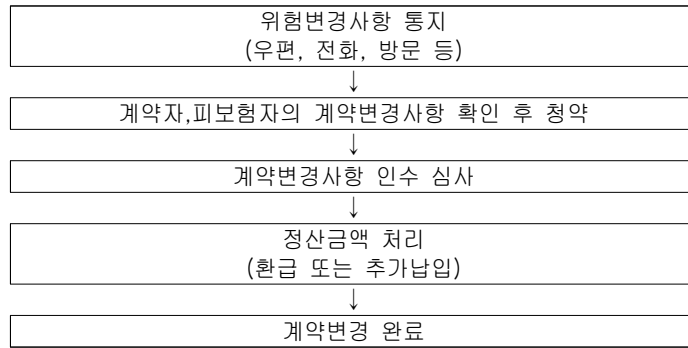 위험변경사항 통지
(우편, 전화, 방문 등)
↓
계약자,피보험자의 계약변경사항 확인 후 청약
↓
계약변경사항 인수 심사
↓
정산금액 처리
(환급 또는 추가납입)
↓
계약변경 완료